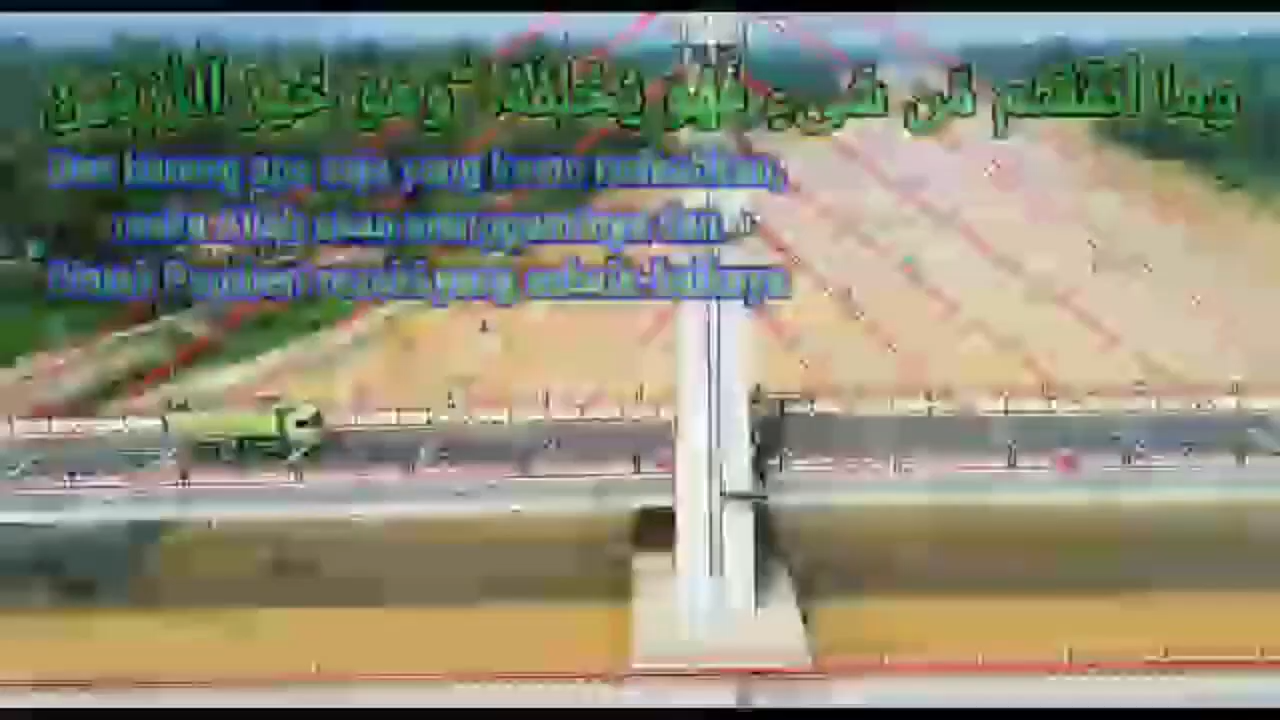 وما أنفقتم من شيء فهو يخلفه وهو خير الرازقين
Dan barang apa saja yang kamu nafkahkan,
maka Allah akan menggantinya dan
Dialah Pemberi rezeki yang sebaik-baiknya.